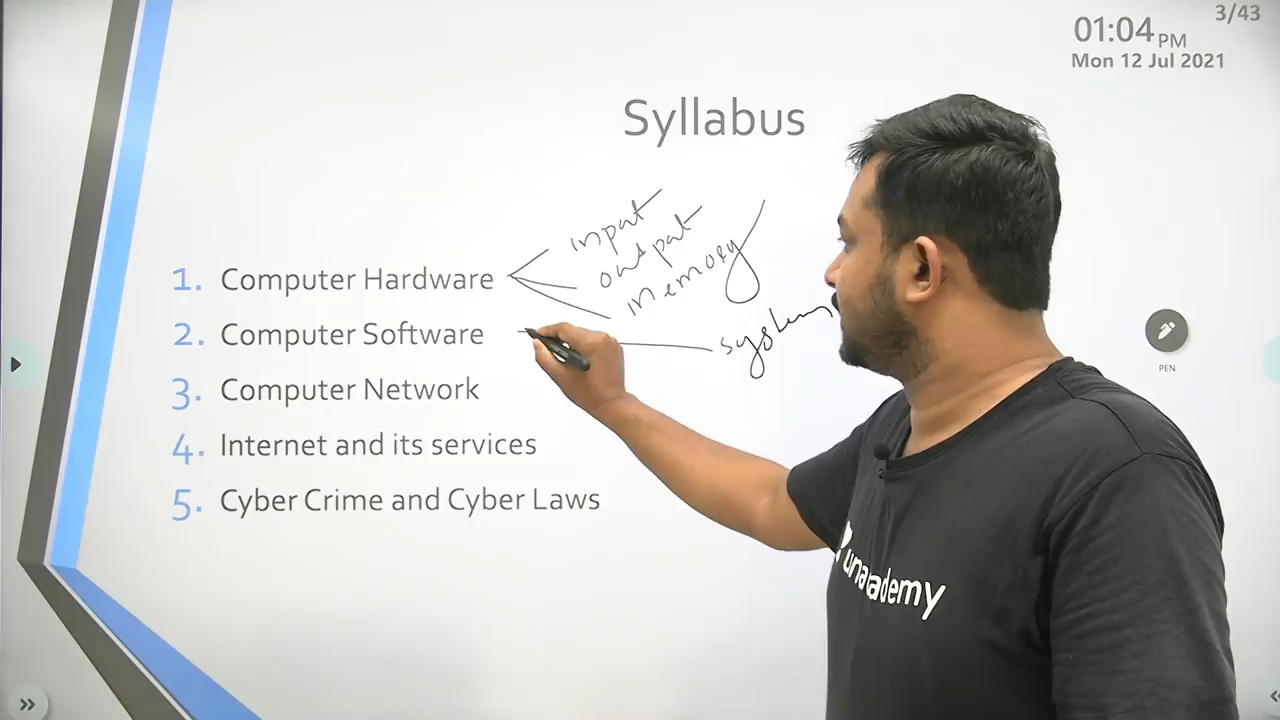 3/43
01:04 PM
Mon 12 Jul 2021
Syllabus
input
output
memory
1. Computer Hardware
2. Computer Software
system
3. Computer Network
4. Internet and its services
5. Cyber Crime and Cyber Laws
PEN
unacademy